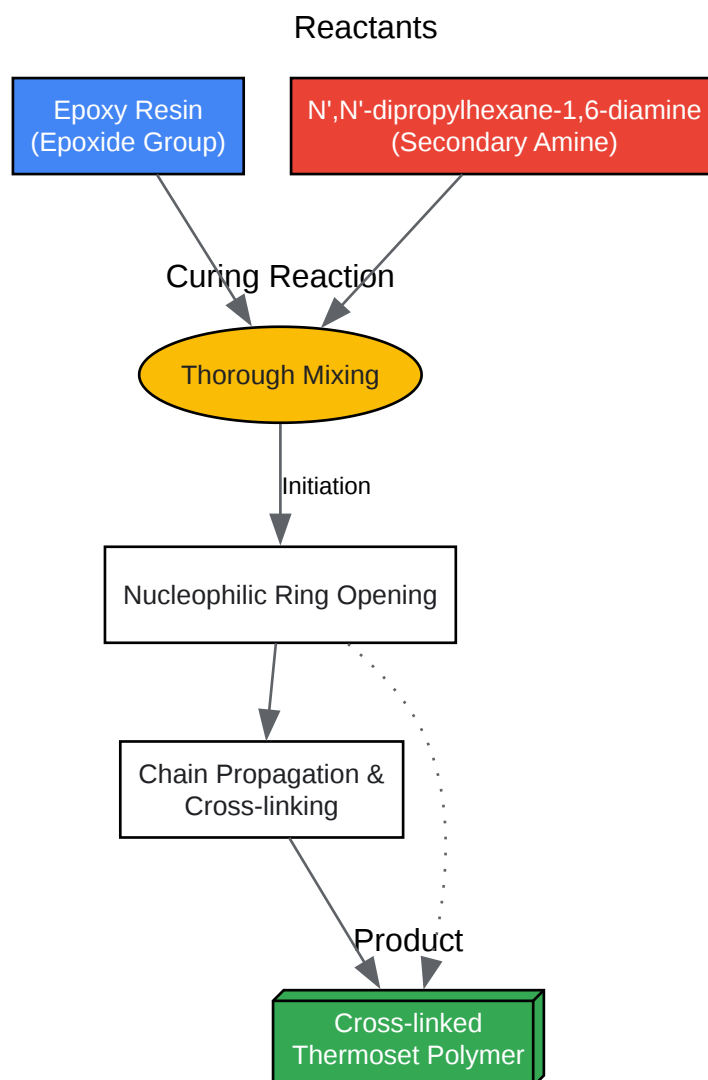 Reactants
Epoxy Resin
(Epoxide Group)
N',N'-dipropylhexane-1,6-diamine
(Secondary Amine)
Curing Reaction
Thorough Mixing
Initiation
Nucleophilic Ring Opening
Chain Propagation &
Cross-linking
Product
Cross-linked
Thermoset Polymer